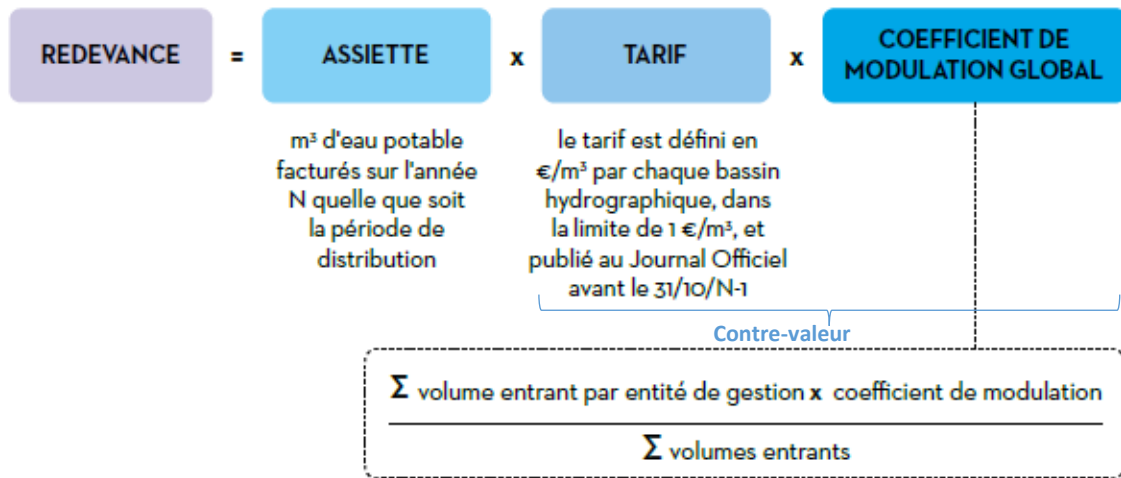 REDEVANCE = ASSIETTE x TARIF x COEFFICIENT DE
MODULATION GLOBAL
m³ d'eau potable
facturés sur l'année
N quelle que soit
la période de
distribution
le tarif est défini en
€/m³ par chaque bassin
hydrographique, dans
la limite de 1 €/m³, et
publié au Journal Officiel
avant le 31/10/N-1
Contre-valeur
Σ volume entrant par entité de gestion x coefficient de modulation
Σ volumes entrants